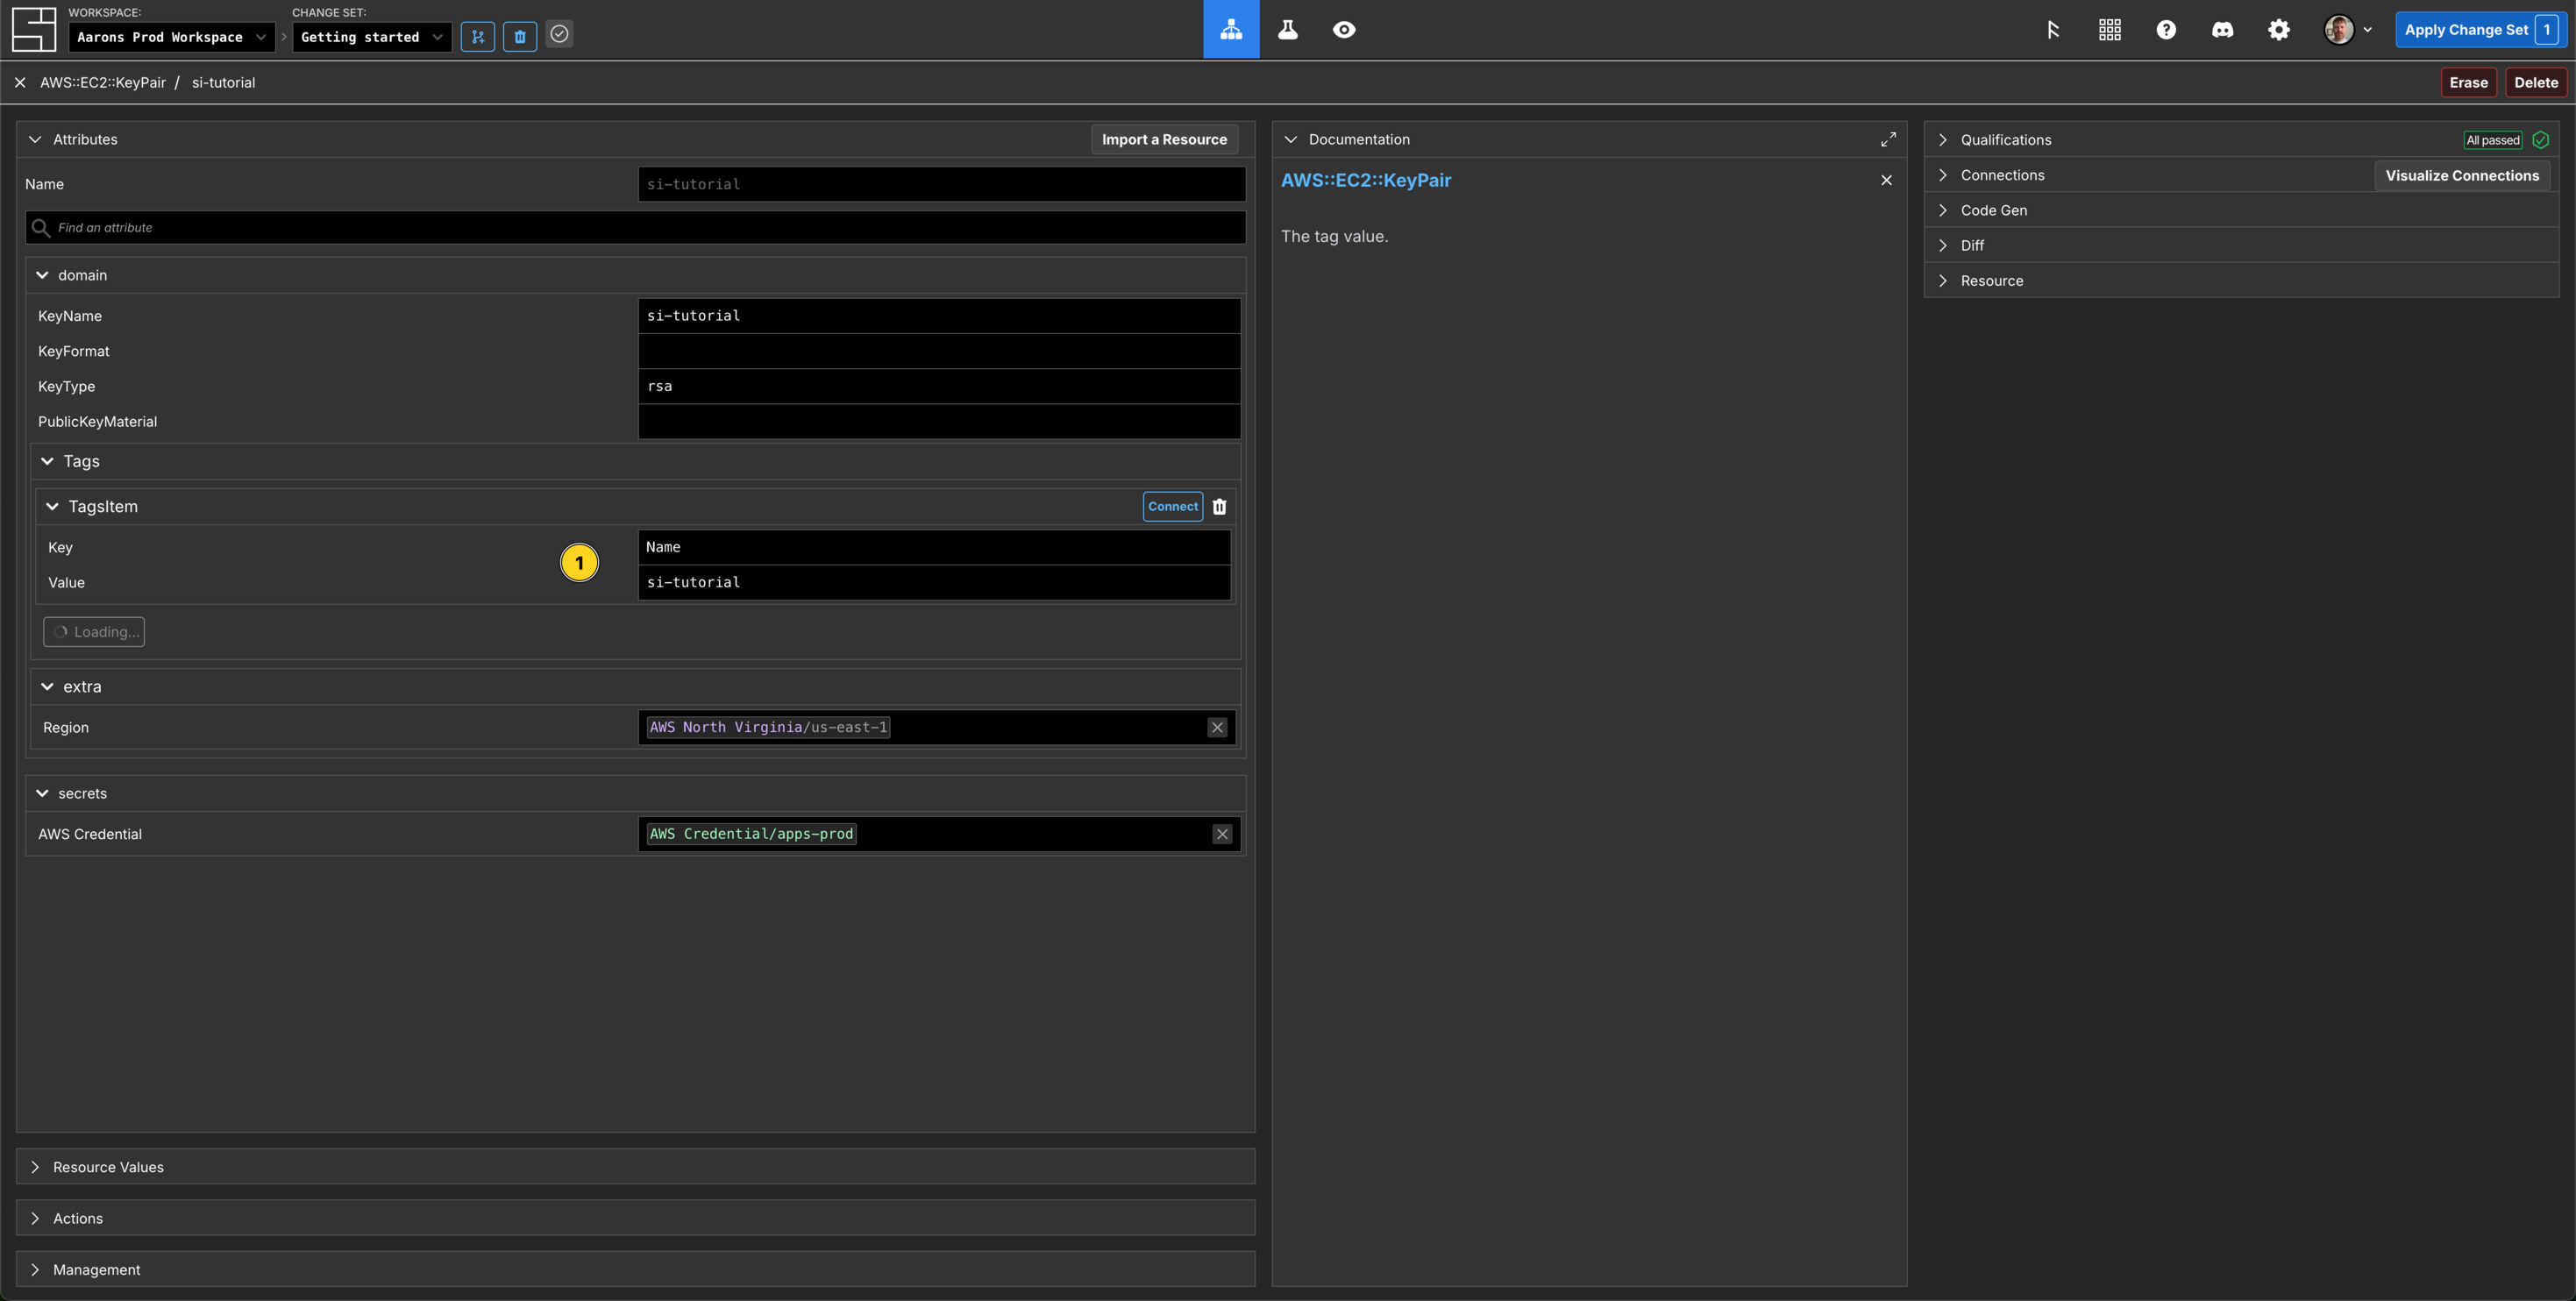 WORKSPACE:
Aarons Prod Workspace
CHANGE SET:
Getting started
Apply Change Set 1
AWS::EC2::KeyPair / si-tutorial
Erase
Delete
Attributes
Import a Resource
Name
si-tutorial
Find an attribute
domain
KeyName
si-tutorial
KeyFormat
KeyType
rsa
PublicKeyMaterial
Tags
TagsItem
Connect
Key
Name
1
Value
si-tutorial
Loading...
extra
Region
AWS North Virginia/us-east-1
secrets
AWS Credential
AWS Credential/apps-prod
Resource Values
Actions
Management
Documentation
AWS::EC2::KeyPair
The tag value.
Qualifications
All passed
Connections
Visualize Connections
Code Gen
Diff
Resource